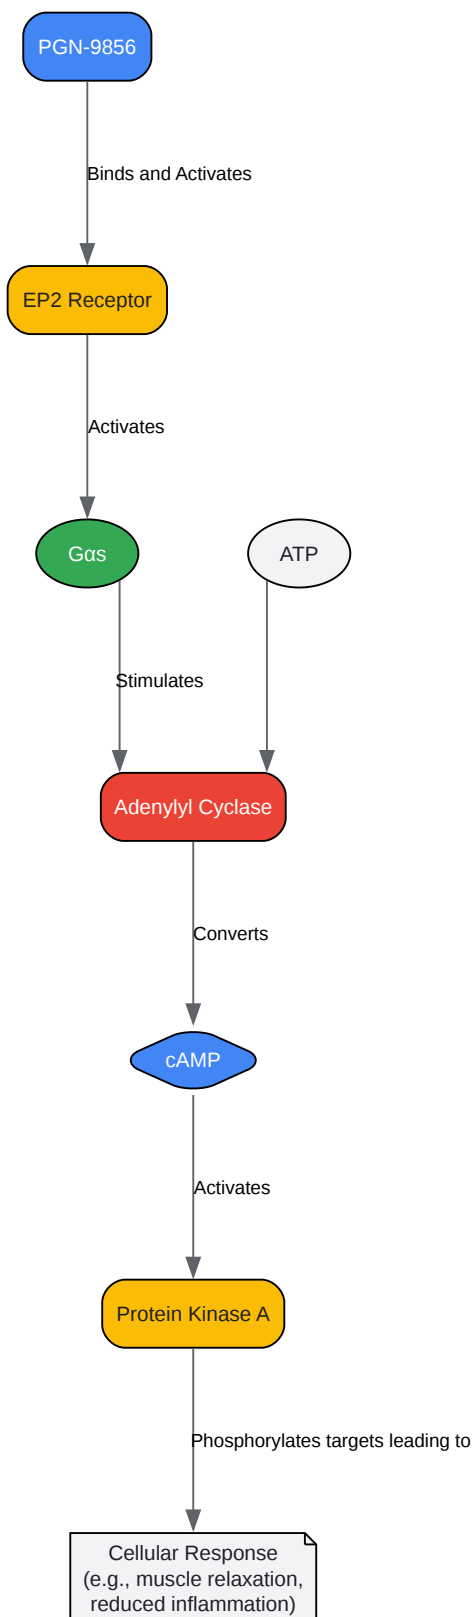 PGN-9856
Binds and Activates
EP2 Receptor
Activates
Gαs
ATP
Stimulates
Adenylyl Cyclase
Converts
cAMP
Activates
Protein Kinase A
Phosphorylates targets leading to
Cellular Response
(e.g., muscle relaxation,
reduced inflammation)